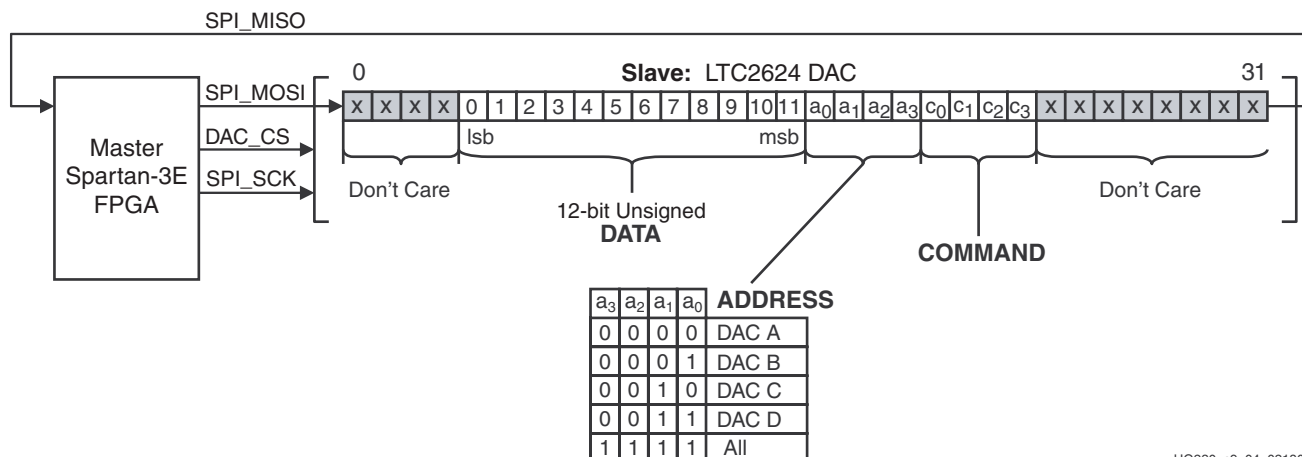 SPI_MISO
0 Slave: LTC2624 DAC 31
SPI_MOSI
x x x x 0 1 2 3 4 5 6 7 8 9 10 11 a0 a1 a2 a3 c0 c1 c2 c3 x x x x x x x x
DAC_CS
lsb msb
Master
Spartan-3E
FPGA
SPI_SCK
Don't Care
Don't Care
12-bit Unsigned
DATA
COMMAND
a3 a2 a1 a0 ADDRESS
0 0 0 0 DAC A
0 0 0 1 DAC B
0 0 1 0 DAC C
0 0 1 1 DAC D
1 1 1 1 All